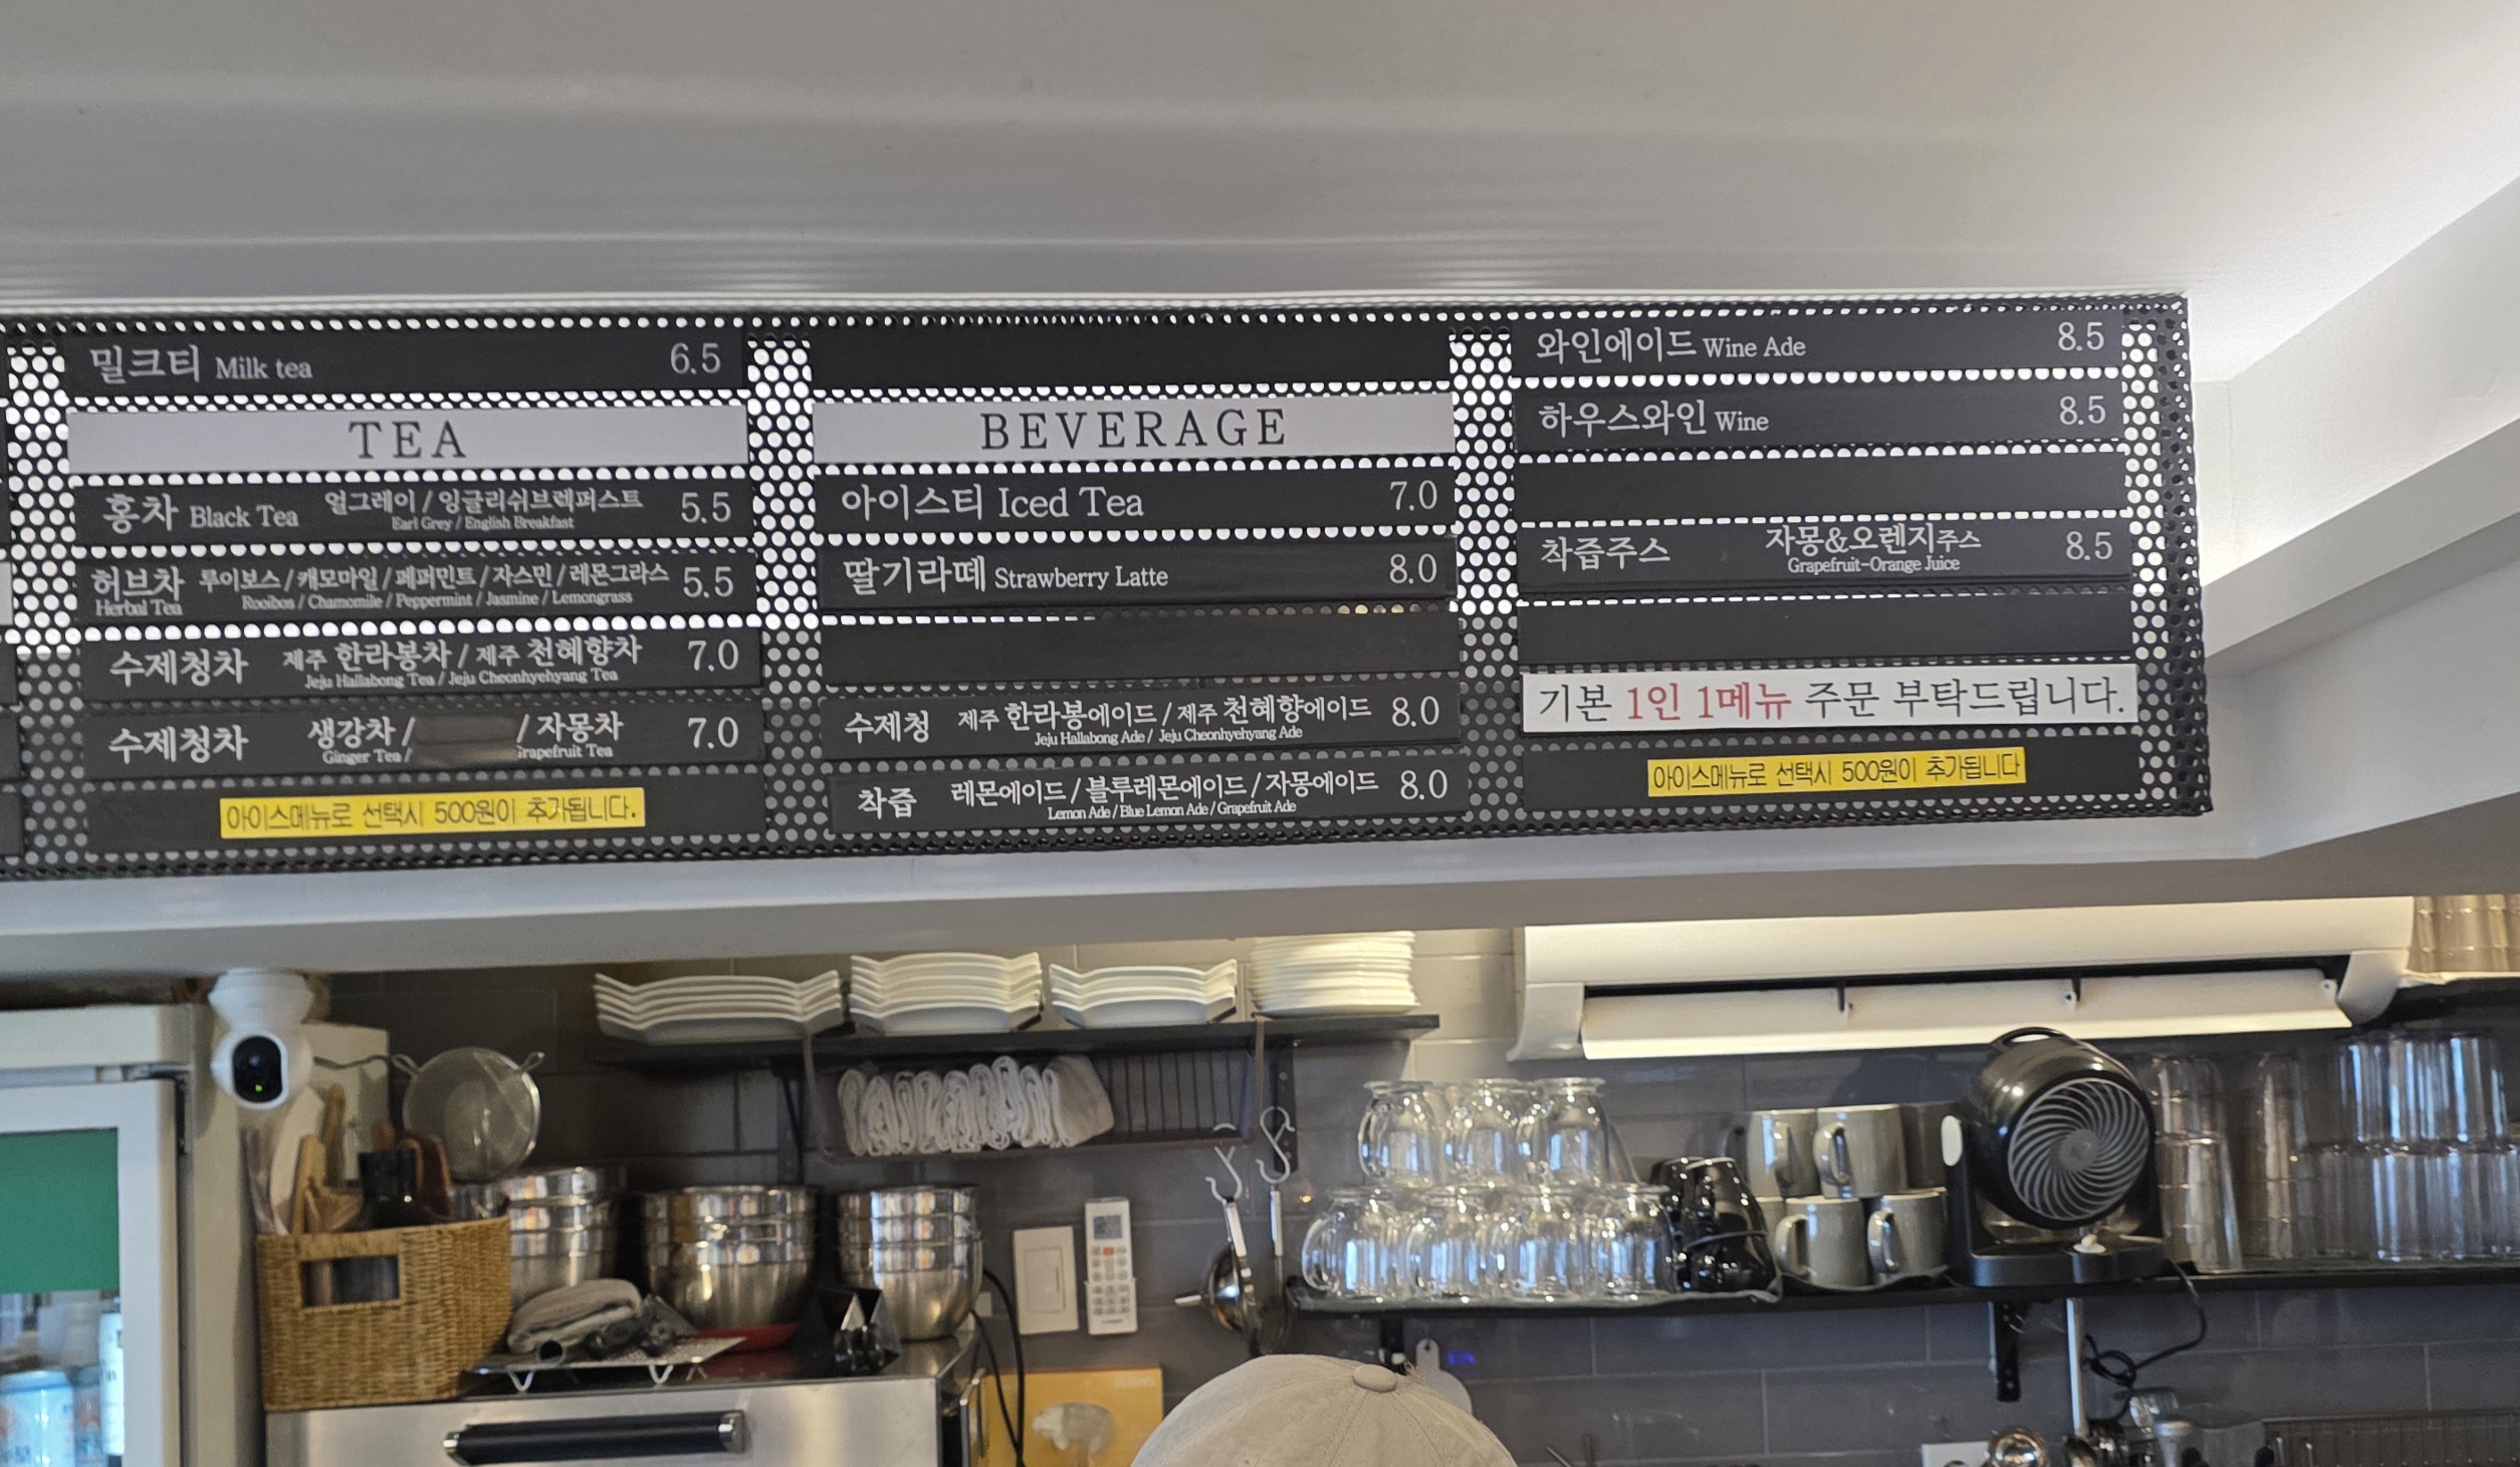 밀크티 Milk tea 6.5
TEA
홍차 Black Tea 얼그레이 / 잉글리쉬브렉퍼스트 5.5
Earl Grey / English Breakfast
허브차 루이보스 / 캐모마일 / 페퍼민트 / 자스민 / 레몬그라스 5.5
Herbal Tea Rooibos / Chamomile / Peppermint / Jasmine / Lemongrass
수제청차 제주 한라봉차 / 제주 천혜향차 7.0
Jeju Hallabong Tea / Jeju Cheonhyehyang Tea
수제청차 생강차 / / 자몽차 7.0
Ginger Tea / rapefruit Tea
아이스메뉴로 선택시 500원이 추가됩니다.
BEVERAGE
아이스티 Iced Tea 7.0
딸기라떼 Strawberry Latte 8.0
수제청 제주 한라봉에이드 / 제주 천혜향에이드 8.0
Jeju Hallabong Ade / Jeju Cheonhyehyang Ade
착즙 레몬에이드 / 블루레몬에이드 / 자몽에이드 8.0
Lemon Ade / Blue Lemon Ade / Grapefruit Ade
와인에이드 Wine Ade 8.5
하우스와인 Wine 8.5
착즙주스 자몽&오렌지주스 8.5
Grapefruit-Orange Juice
기본 1인 1메뉴 주문 부탁드립니다.
아이스메뉴로 선택시 500원이 추가됩니다